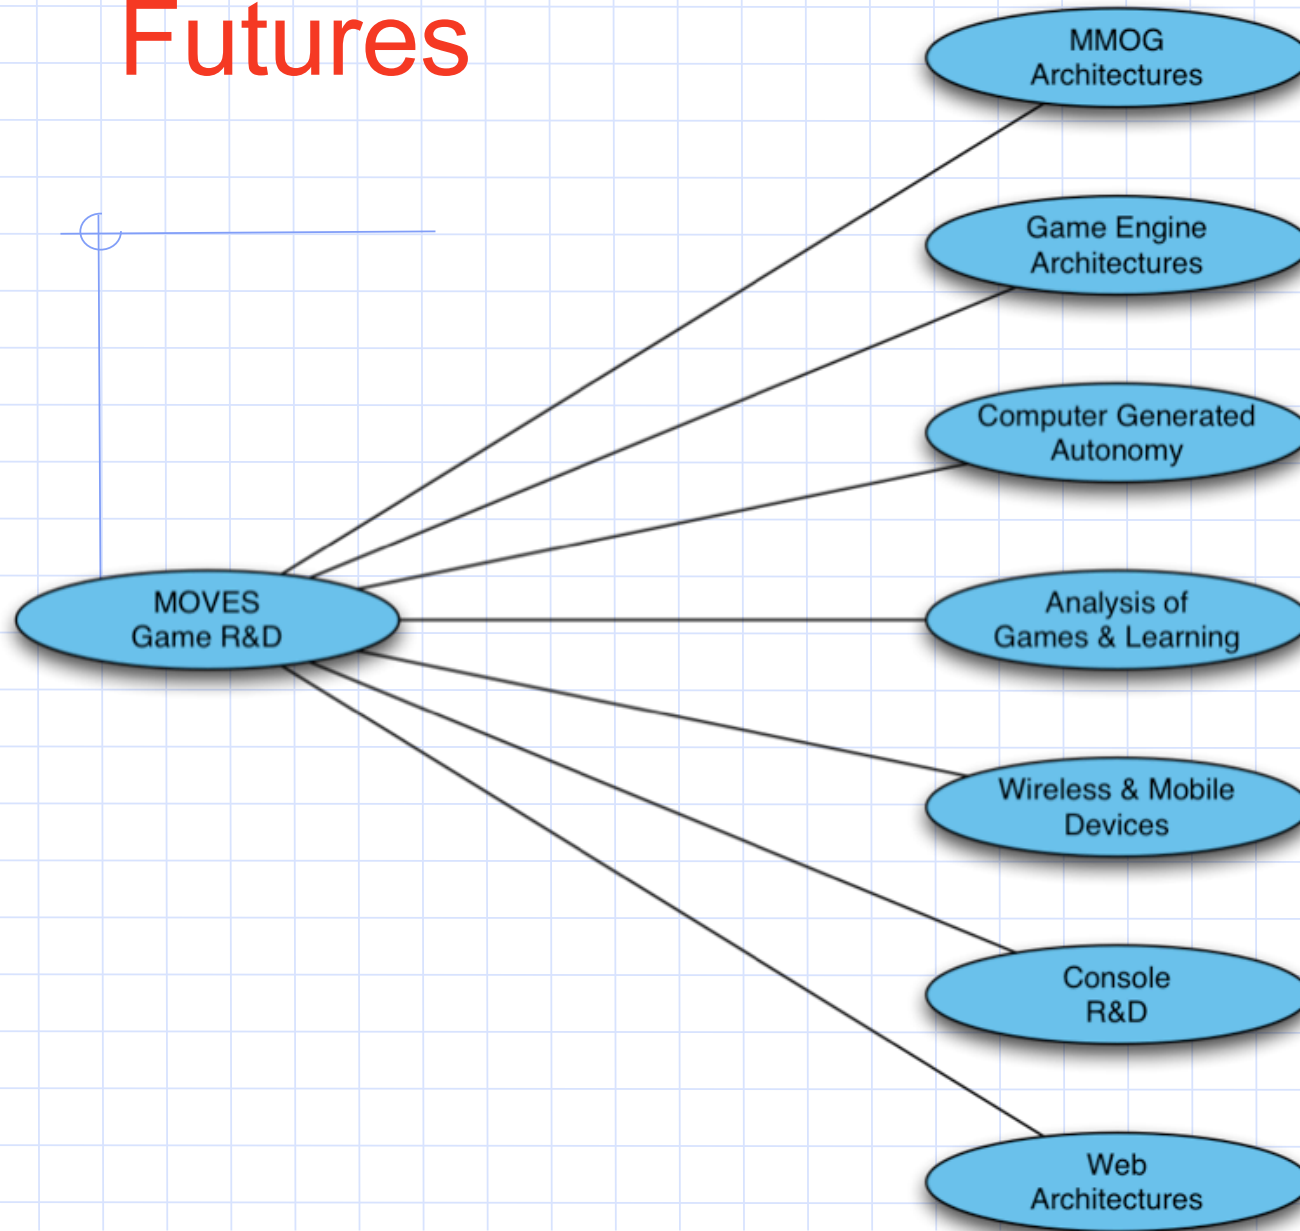 Futures
MMOG
Architectures
Game Engine
Architectures
Computer Generated
Autonomy
MOVES
Game R&D
Analysis of
Games & Learning
Wireless & Mobile
Devices
Console
R&D
Web
Architectures